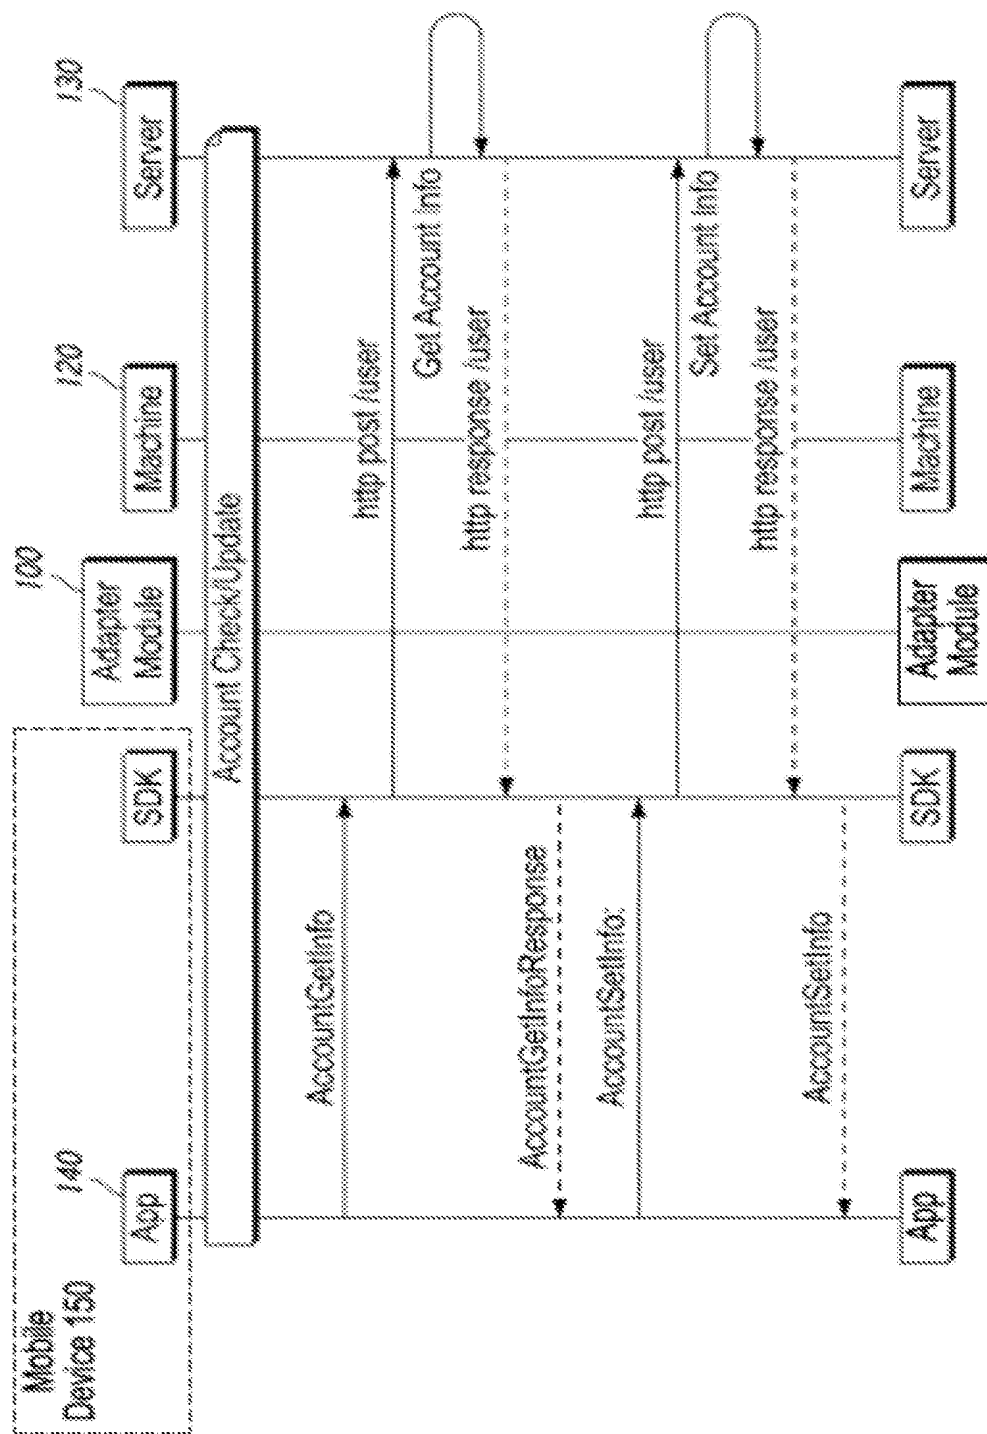 Mobile
Device 150
140
App
SDK
100
Adapter
Module
120
Machine
130
Server
Account Check/Update
AccountGetInfo
http post /user
Get Account Info
http response /user
AccountGetInfoResponse
AccountSetInfo:
http post /user
Set Account Info
http response /user
AccountSetInfo
App
SDK
Adapter
Module
Machine
Server